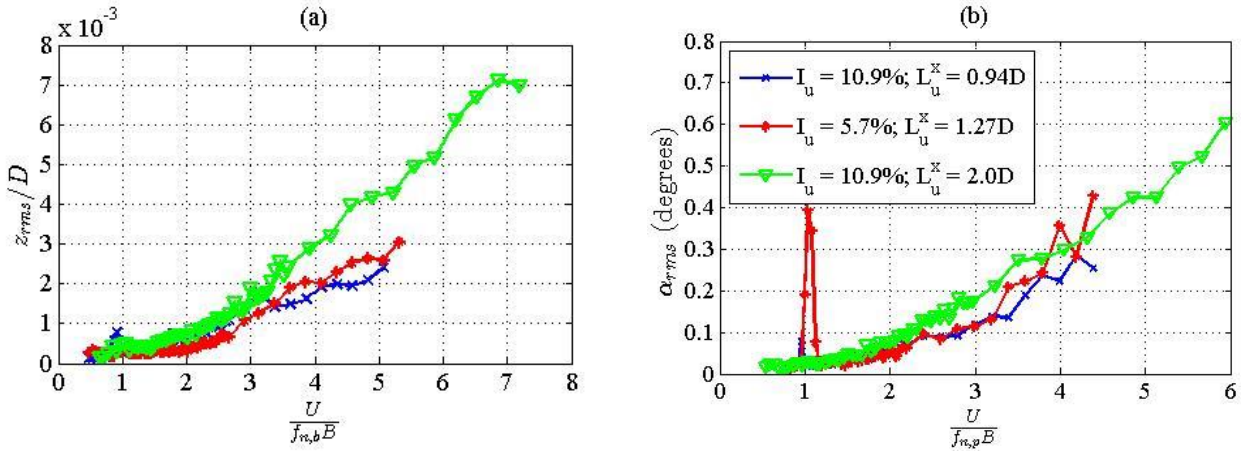 (a)
x 10⁻³
8
7
6
5
4
3
2
1
0
z_rms/D
0 1 2 3 4 5 6 7 8
U
f_n,b B
(b)
0.8
0.7
0.6
0.5
0.4
0.3
0.2
0.1
0
α_rms (degrees)
I_u = 10.9%; L_u^x = 0.94D
I_u = 5.7%; L_u^x = 1.27D
I_u = 10.9%; L_u^x = 2.0D
0 1 2 3 4 5 6
U
f_n,p B